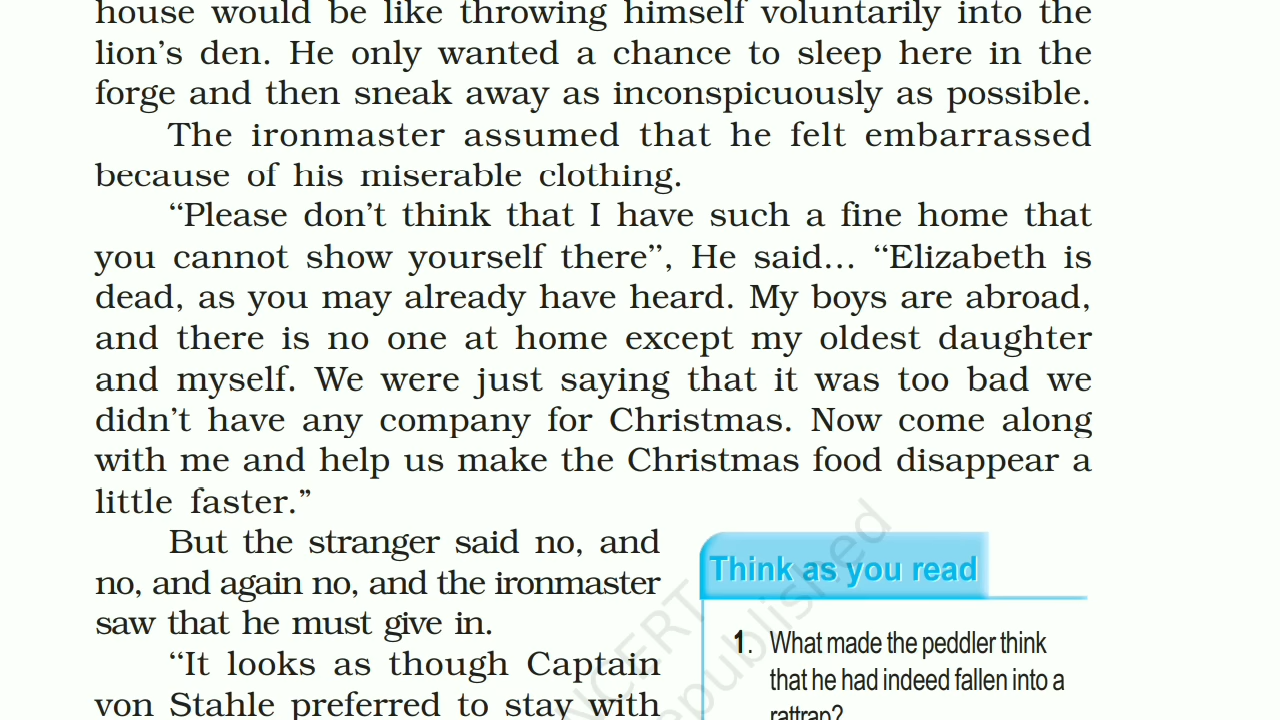 house would be like throwing himself voluntarily into the
lion's den. He only wanted a chance to sleep here in the
forge and then sneak away as inconspicuously as possible.
The ironmaster assumed that he felt embarrassed
because of his miserable clothing.
“Please don't think that I have such a fine home that
you cannot show yourself there”, He said... “Elizabeth is
dead, as you may already have heard. My boys are abroad,
and there is no one at home except my oldest daughter
and myself. We were just saying that it was too bad we
didn't have any company for Christmas. Now come along
with me and help us make the Christmas food disappear a
little faster.”
But the stranger said no, and
no, and again no, and the ironmaster
saw that he must give in.
“It looks as though Captain
von Stahle preferred to stay with
Think as you read
1. What made the peddler think
that he had indeed fallen into a
rattrap?
NCERT
republished